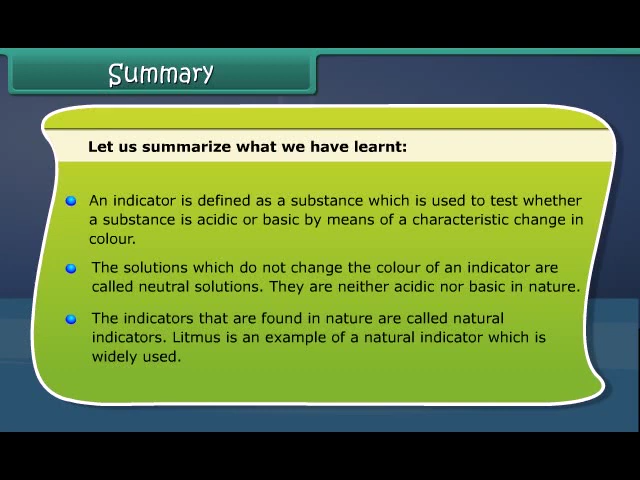 Summary
Let us summarize what we have learnt:
An indicator is defined as a substance which is used to test whether
a substance is acidic or basic by means of a characteristic change in
colour.
The solutions which do not change the colour of an indicator are
called neutral solutions. They are neither acidic nor basic in nature.
The indicators that are found in nature are called natural
indicators. Litmus is an example of a natural indicator which is
widely used.